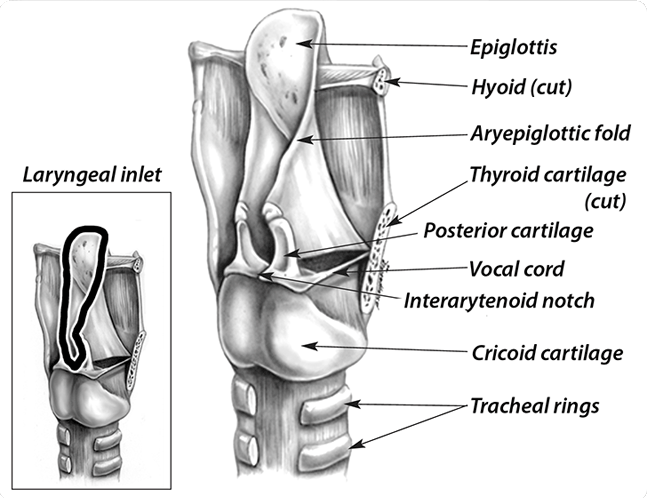 Epiglottis
Hyoid (cut)
Aryepiglottic fold
Laryngeal inlet
Thyroid cartilage
(cut)
Posterior cartilage
Vocal cord
Interarytenoid notch
Cricoid cartilage
Tracheal rings